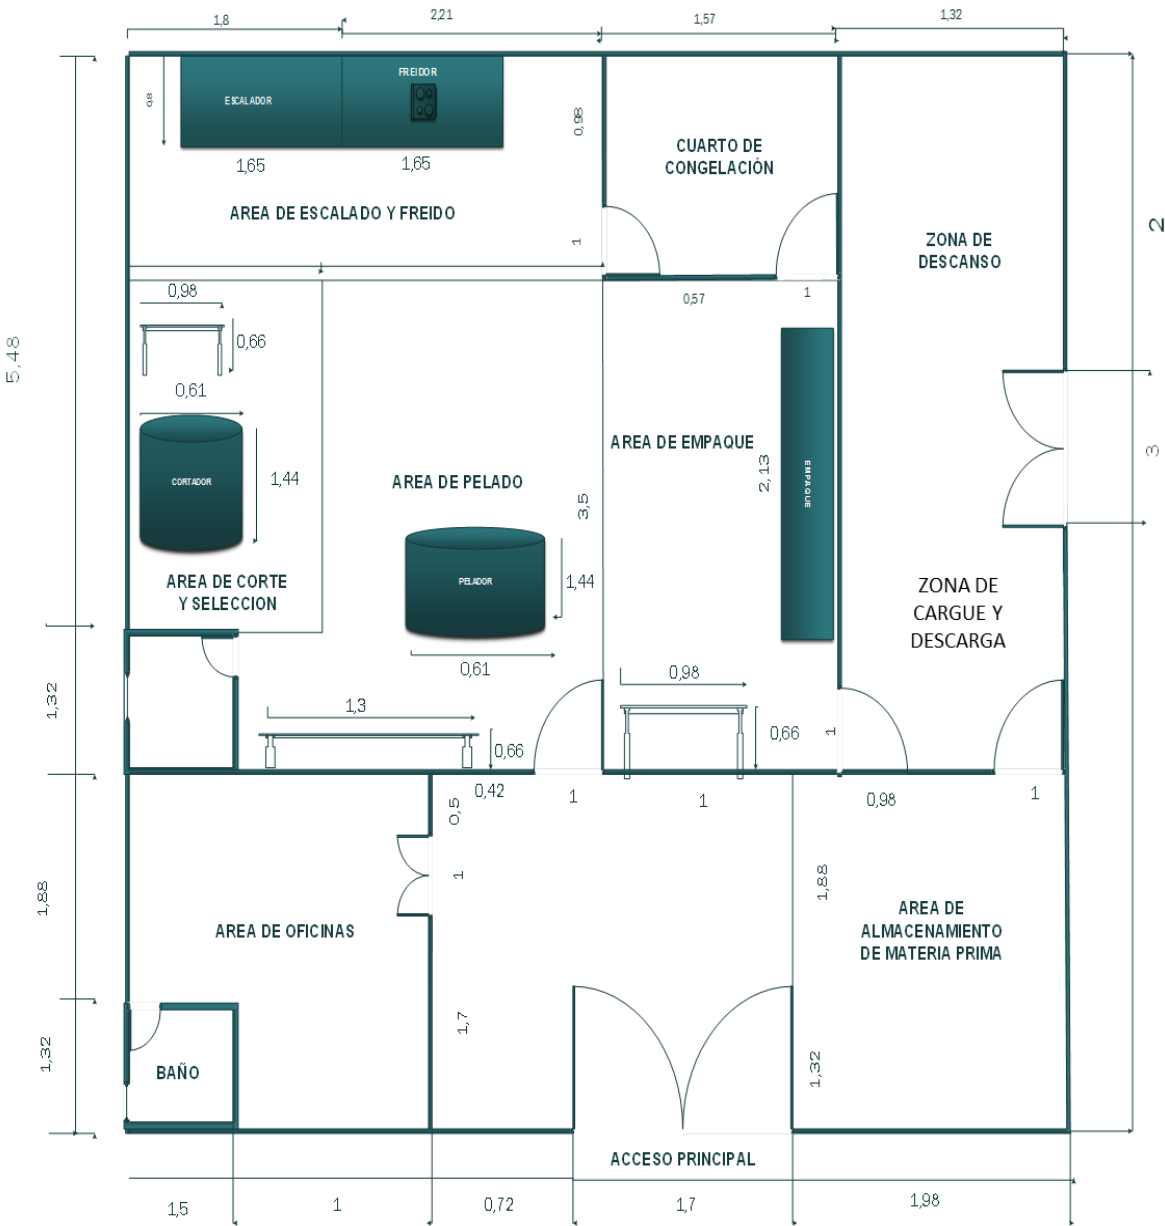 1,8
2,21
1,57
1,32
FREIDOR
ESCALADOR
0,8
0,98
1,65
1,65
CUARTO DE
CONGELACIÓN
AREA DE ESCALADO Y FREIDO
1
2
ZONA DE
DESCANSO
0,98
0,57
1
0,66
5,48
0,61
CORTADOR
1,44
AREA DE PELADO
AREA DE EMPAQUE
2,13
EMPAQUE
3
3,5
AREA DE CORTE
Y SELECCION
PELADOR
1,44
ZONA DE
CARGUE Y
DESCARGA
0,61
0,98
1,32
1,3
0,66
0,66
1
0,42
1
1
0,98
1
0,5
1
1,88
1,88
AREA DE OFICINAS
AREA DE
ALMACENAMIENTO
DE MATERIA PRIMA
1,7
1,32
1,32
BAÑO
ACCESO PRINCIPAL
1,5
1
0,72
1,7
1,98